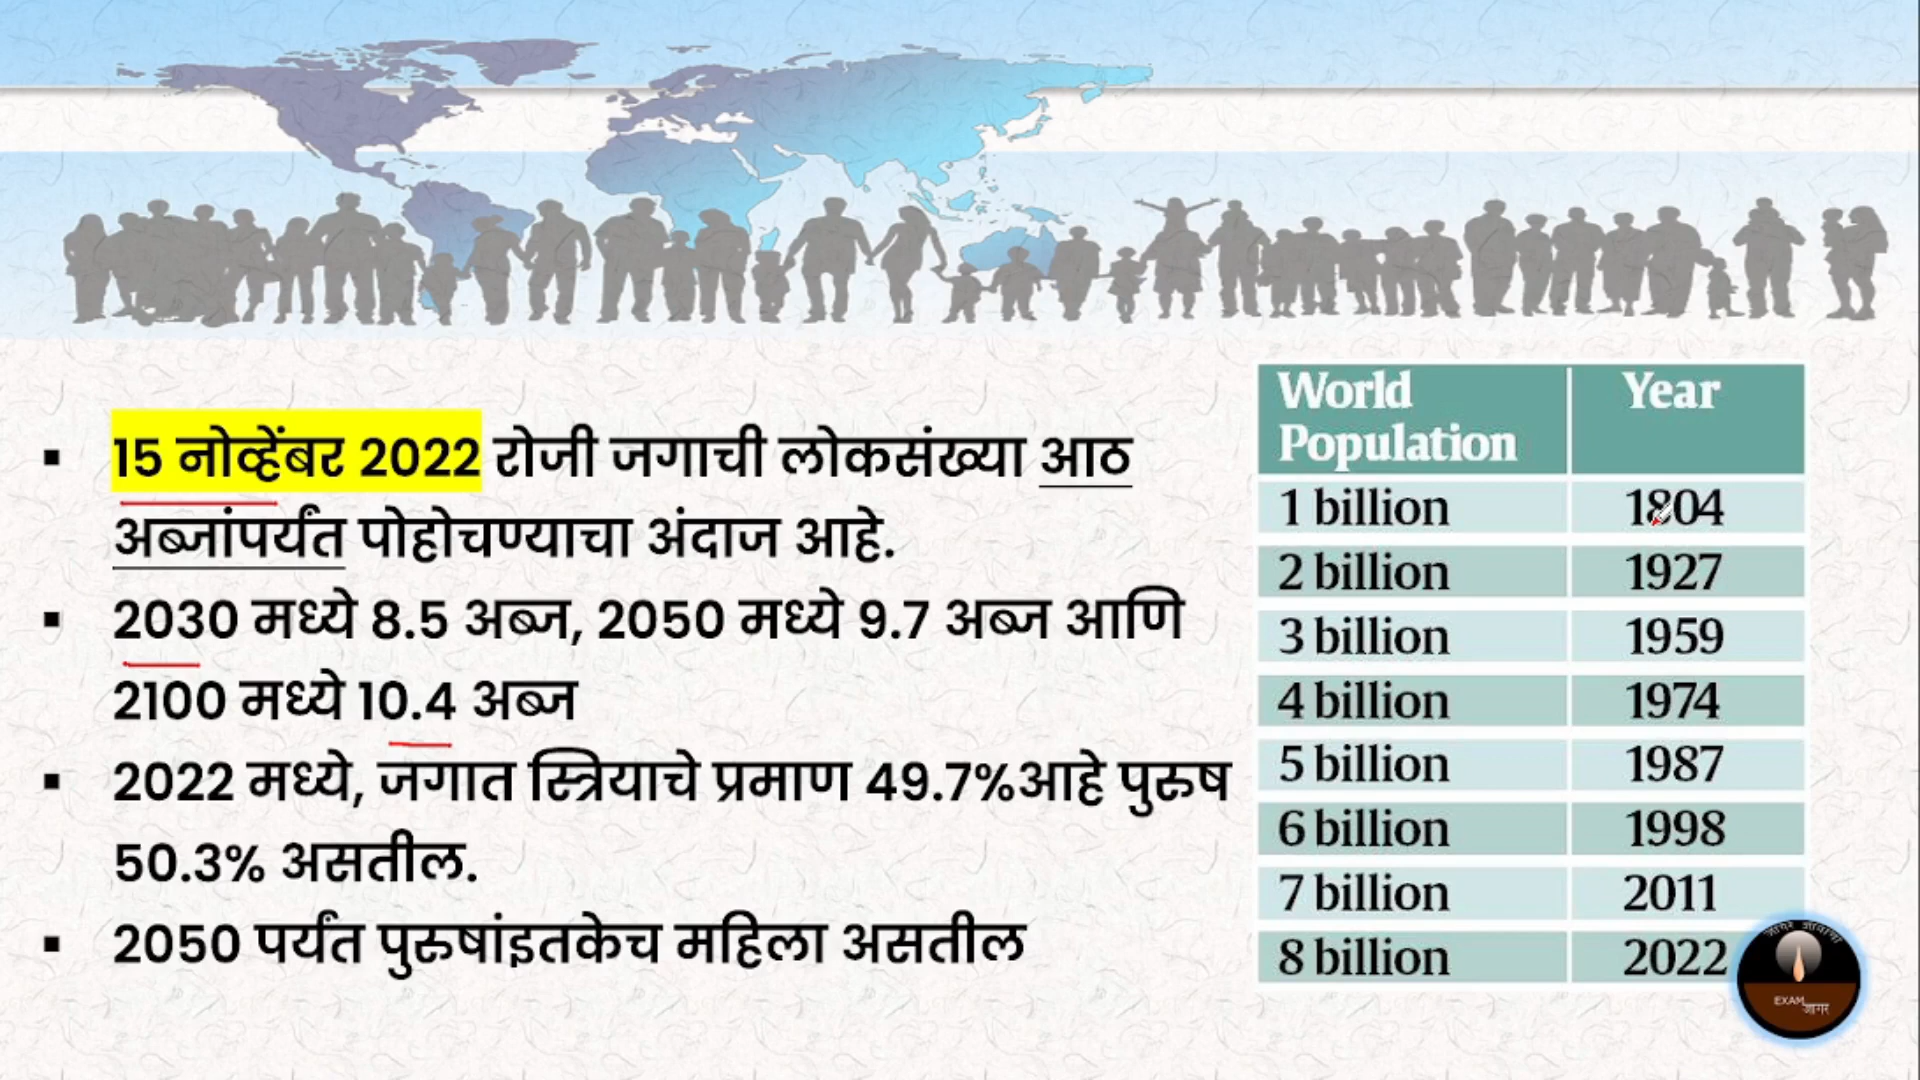 15 नोव्हेंबर 2022 रोजी जगाची लोकसंख्या आठ
अब्जांपर्यंत पोहोचण्याचा अंदाज आहे.
2030 मध्ये 8.5 अब्ज, 2050 मध्ये 9.7 अब्ज आणि
2100 मध्ये 10.4 अब्ज
2022 मध्ये, जगात स्त्रियाचे प्रमाण 49.7%आहे पुरुष
50.3% असतील.
2050 पर्यंत पुरुषांइतकेच महिला असतील
World Population Year
1 billion 1804
2 billion 1927
3 billion 1959
4 billion 1974
5 billion 1987
6 billion 1998
7 billion 2011
8 billion 2022
EXAM जागर